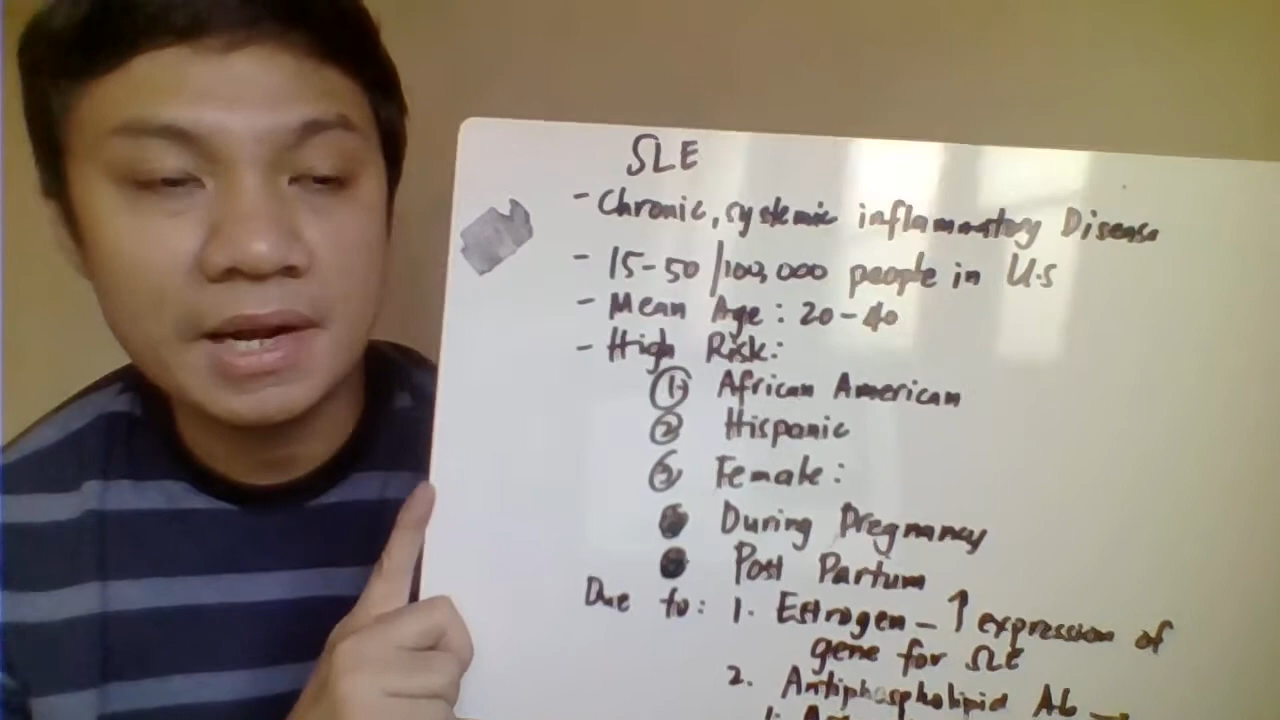 SLE
- Chronic, systemic inflammatory Disease
- 15-50/100,000 people in U.S
- Mean Age: 20-40
- High Risk:
① African American
② Hispanic
③ Female:
● During Pregnancy
● Post Partum
Due to: 1. Estrogen - ↑ expression of
gene for SLE
2. Antiphospholipid Ab →
1.